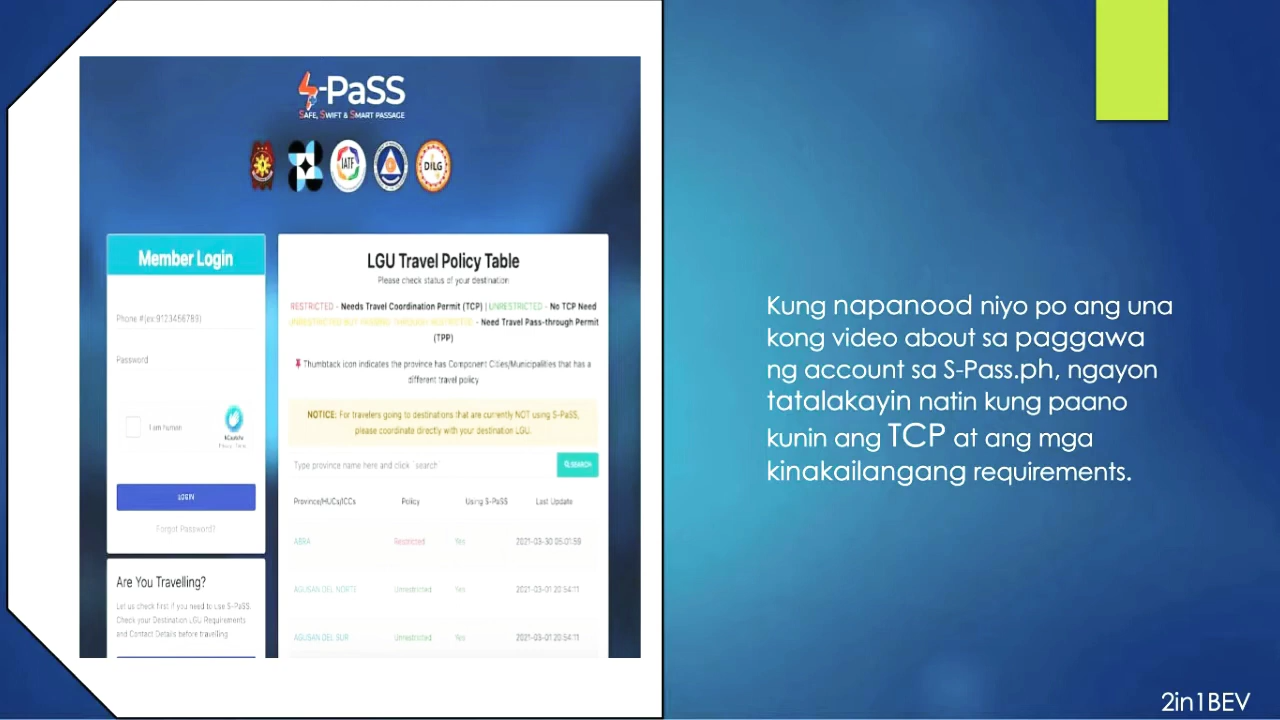 S-PaSS
SAFE, SWIFT & SMART PASSAGE
IATF
DILG
Member Login
Phone #(ex:9123456789)
Password
I am human
hCaptcha
LOGIN
Forgot Password?
Are You Travelling?
Let us check first if you need to use S-PaSS.
Check your Destination LGU Requirements
and Contact Details before travelling
LGU Travel Policy Table
Please check status of your destination
RESTRICTED - Needs Travel Coordination Permit (TCP) | UNRESTRICTED - No TCP Need
UNRESTRICTED BUT PASSING THROUGH RESTRICTED - Need Travel Pass-through Permit
(TPP)
Thumbtack icon indicates the province has Component Cities/Municipalities that has a
different travel policy
NOTICE: For travelers going to destinations that are currently NOT using S-PaSS,
please coordinate directly with your destination LGU.
Type province name here and click `search`
SEARCH
Province/HUCs/ICCs Policy Using S-PaSS Last Update
ABRA Restricted Yes 2021-03-30 05:01:59
AGUSAN DEL NORTE Unrestricted Yes 2021-03-01 20:54:11
AGUSAN DEL SUR Unrestricted Yes 2021-03-01 20:54:11
Kung napanood niyo po ang una
kong video about sa paggawa
ng account sa S-Pass.ph, ngayon
tatalakayin natin kung paano
kunin ang TCP at ang mga
kinakailangang requirements.
2in1BEV